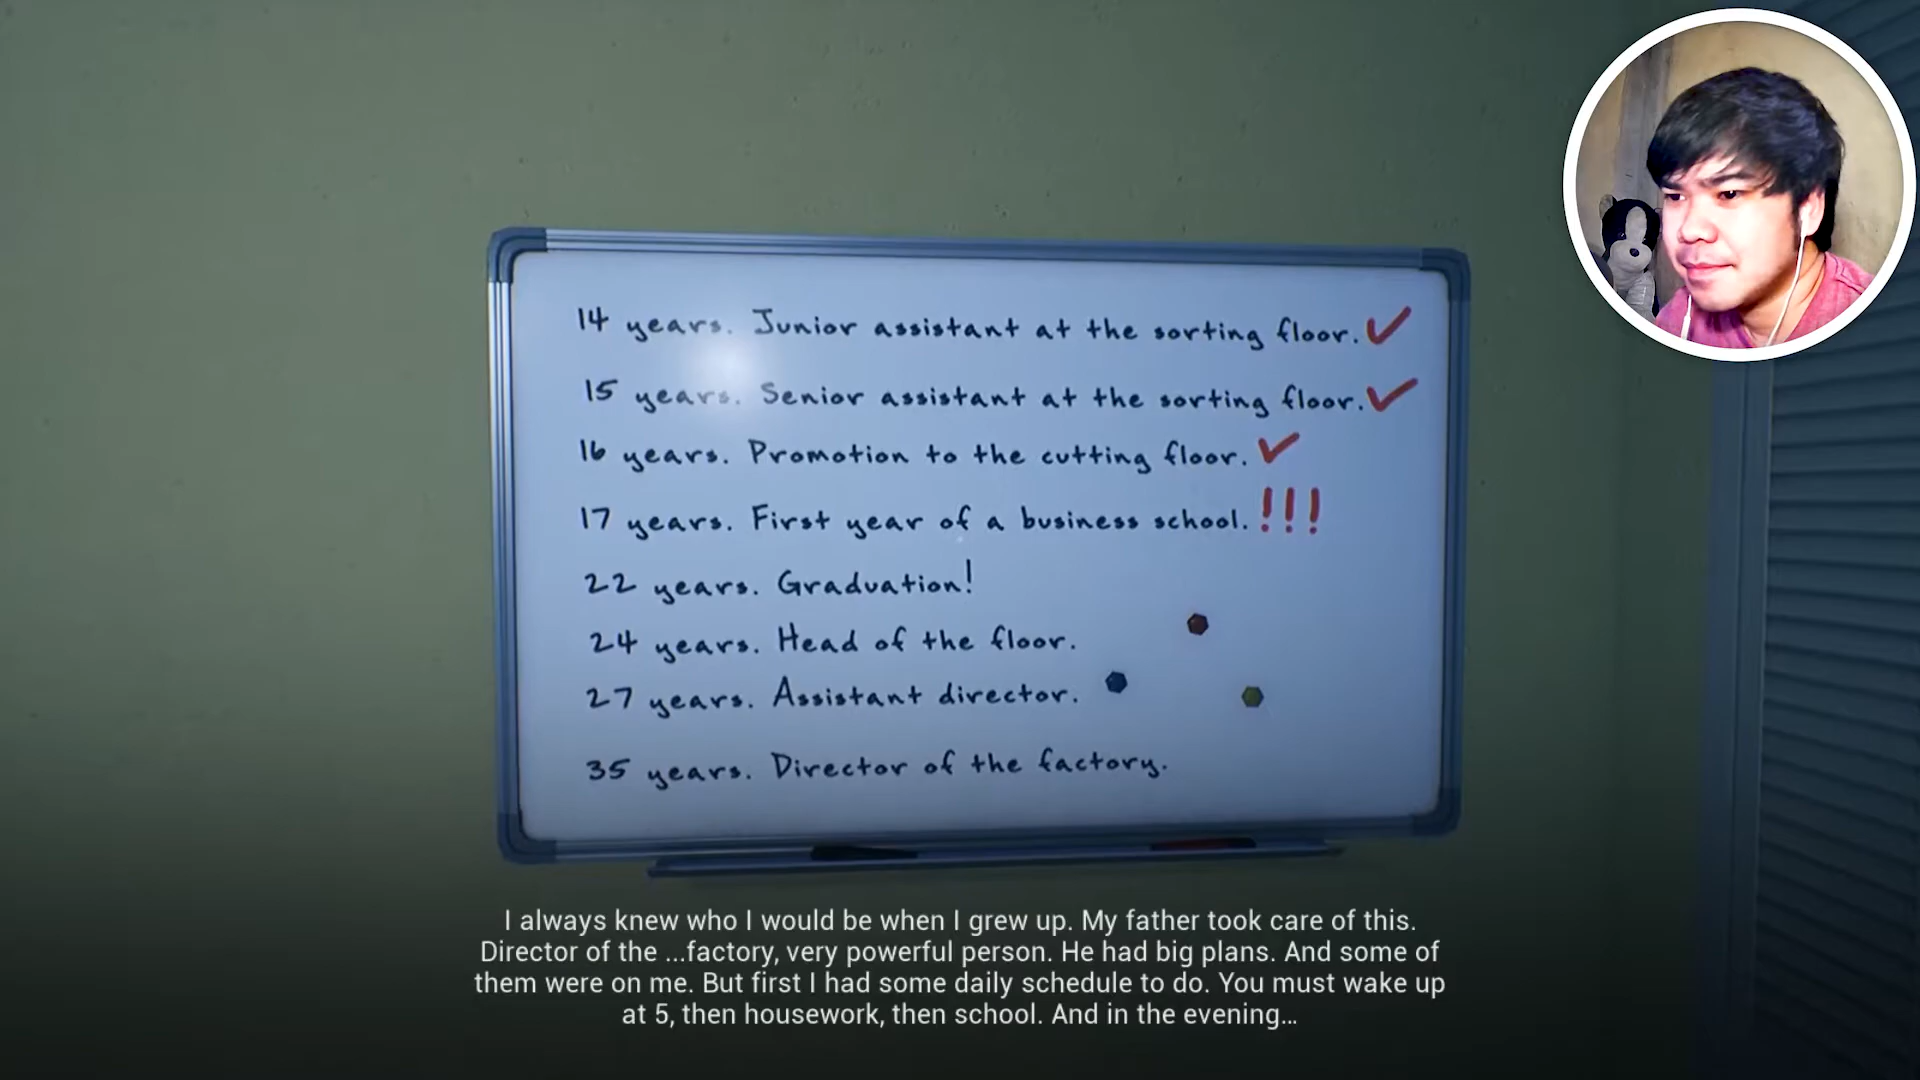 14 years. Junior assistant at the sorting floor.
15 years. Senior assistant at the sorting floor.
16 years. Promotion to the cutting floor.
17 years. First year of a business school. !!!
22 years. Graduation!
24 years. Head of the floor.
27 years. Assistant director.
35 years. Director of the factory.
I always knew who I would be when I grew up. My father took care of this.
Director of the ...factory, very powerful person. He had big plans. And some of
them were on me. But first I had some daily schedule to do. You must wake up
at 5, then housework, then school. And in the evening...